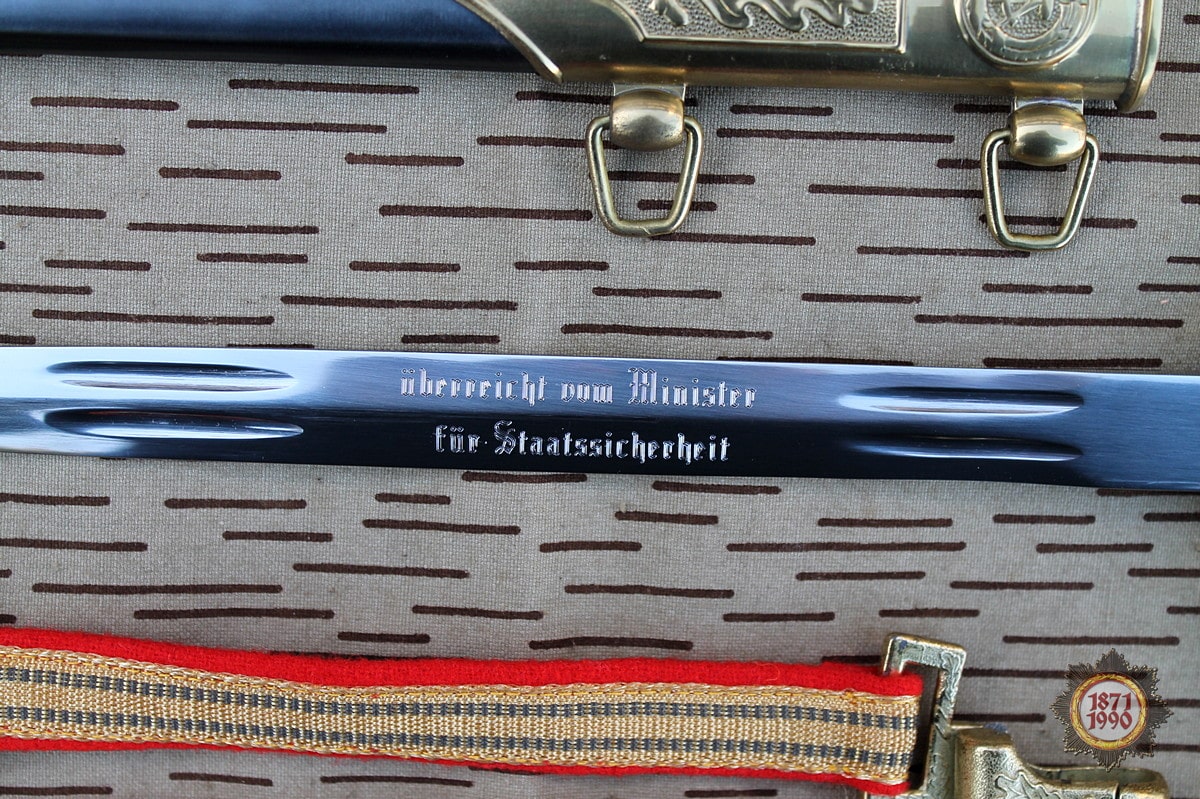 überreicht vom Minister
für Staatssicherheit
1871
1990